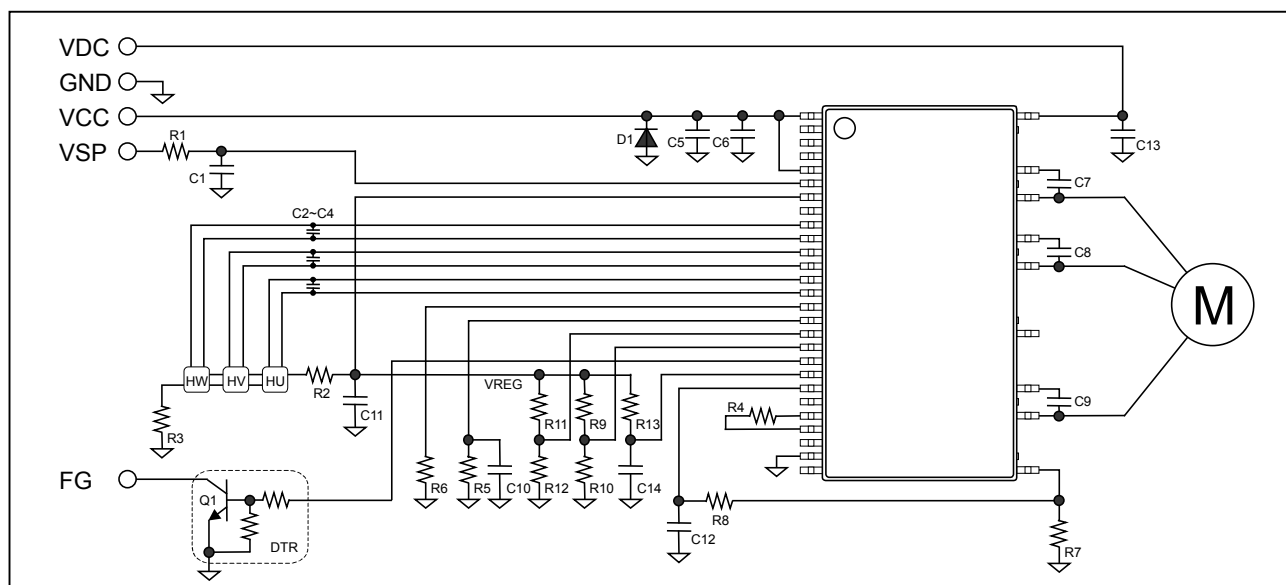 VDC
GND
VCC
VSP
R1
C1
D1
C5
C6
C13
C7
C2~C4
C8
M
HW
HV
HU
R2
VREG
C11
R11
R9
R13
R4
C9
R3
FG
Q1
DTR
R6
R5
C10
R12
R10
C14
R8
C12
R7